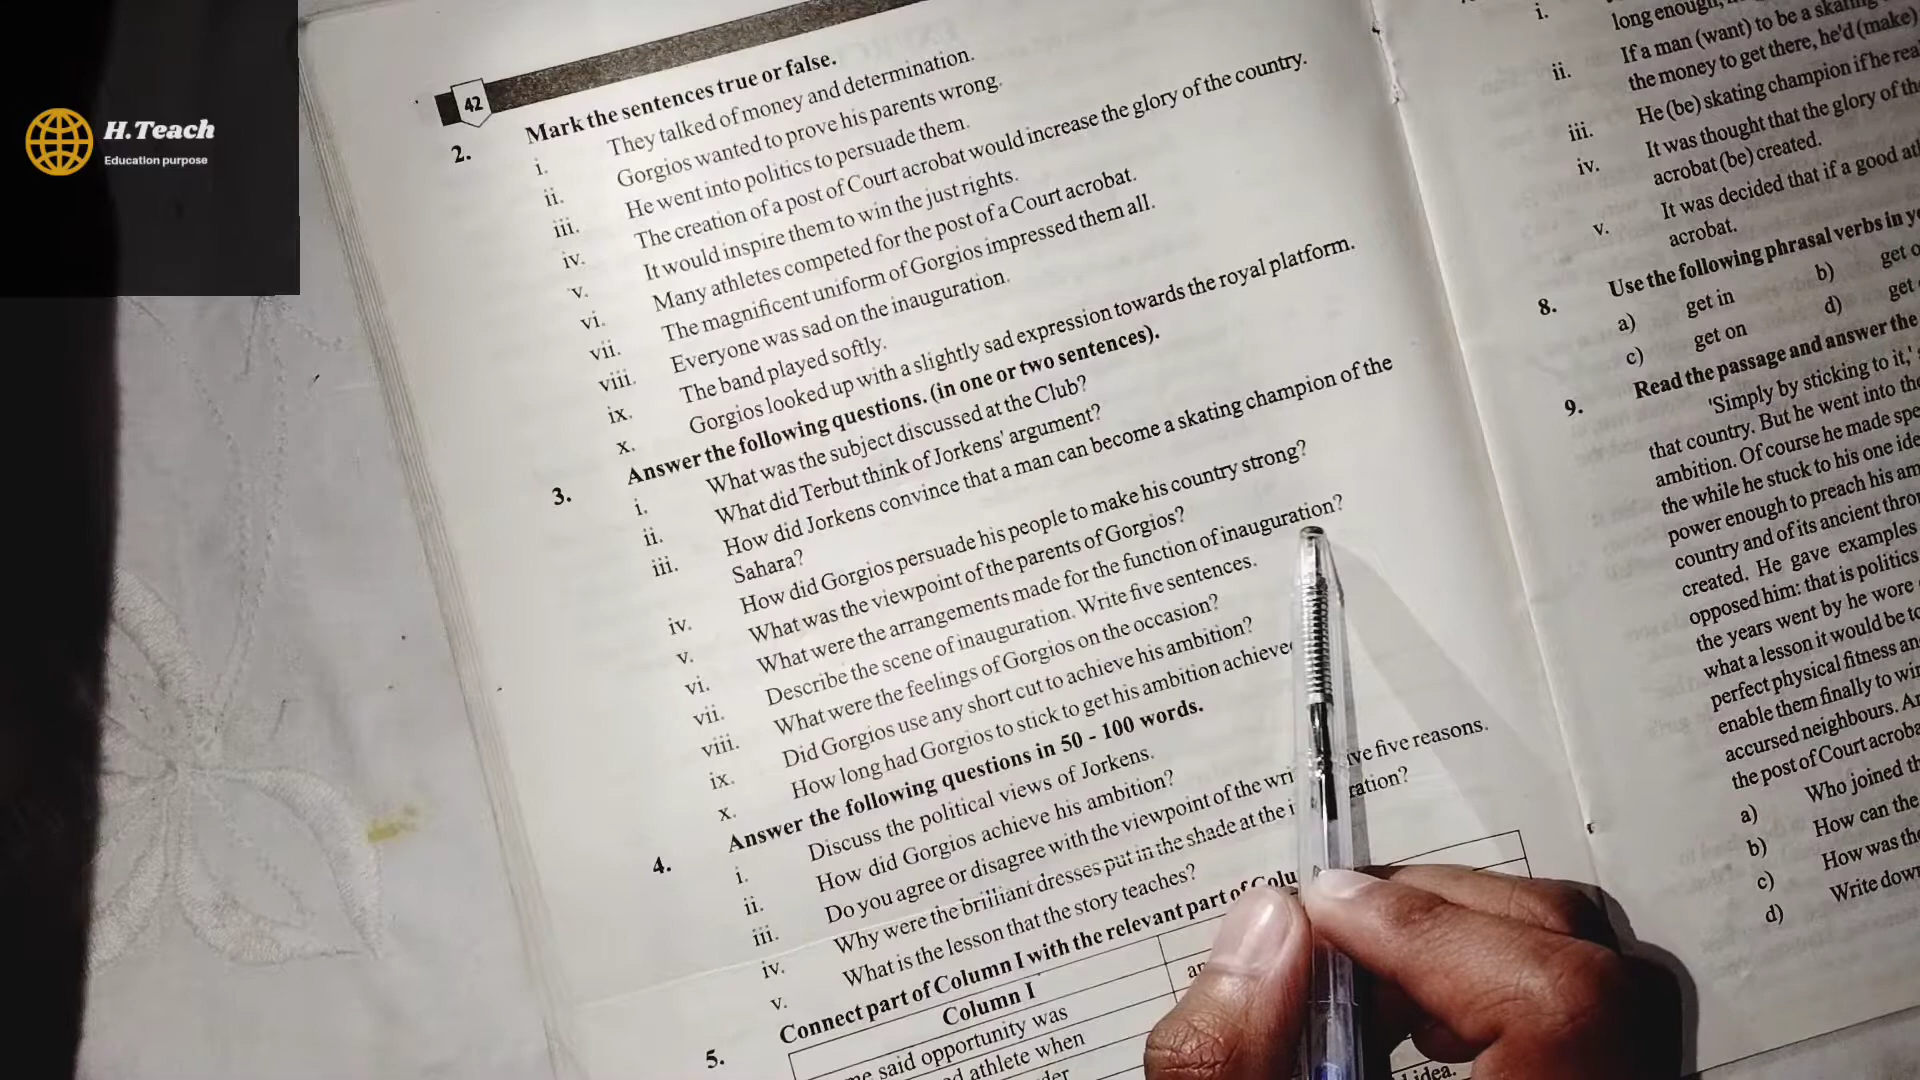 H.Teach
Education purpose
42
2. Mark the sentences true or false.
i. They talked of money and determination.
ii. Gorgios wanted to prove his parents wrong.
iii. He went into politics to persuade them.
iv. The creation of a post of Court acrobat would increase the glory of the country.
v. It would inspire them to win the just rights.
vi. Many athletes competed for the post of a Court acrobat.
vii. The magnificent uniform of Gorgios impressed them all.
viii. Everyone was sad on the inauguration.
ix. The band played softly.
x. Gorgios looked up with a slightly sad expression towards the royal platform.
3. Answer the following questions. (in one or two sentences).
i. What was the subject discussed at the Club?
ii. What did Terbut think of Jorkens' argument?
iii. How did Jorkens convince that a man can become a skating champion of the
Sahara?
iv. How did Gorgios persuade his people to make his country strong?
v. What was the viewpoint of the parents of Gorgios?
vi. What were the arrangements made for the function of inauguration?
vii. Describe the scene of inauguration. Write five sentences.
viii. What were the feelings of Gorgios on the occasion?
ix. Did Gorgios use any short cut to achieve his ambition?
x. How long had Gorgios to stick to get his ambition achieve
4. Answer the following questions in 50 - 100 words.
i. Discuss the political views of Jorkens.
ii. How did Gorgios achieve his ambition?
iii. Do you agree or disagree with the viewpoint of the wri ive five reasons.
iv. Why were the brilliant dresses put in the shade at the i ration?
v. What is the lesson that the story teaches?
5. Connect part of Column I with the relevant part of Colu
Column I
said opportunity was
athlete when
idea.
i. long enough,
ii. If a man (want) to be a skating
the money to get there, he'd (make)
iii. He (be) skating champion if he rea
iv. It was thought that the glory of th
acrobat (be) created.
v. It was decided that if a good at
acrobat.
8. Use the following phrasal verbs in yo
a) get in b) get o
c) get on d) get
9. Read the passage and answer the
'Simply by sticking to it,'
that country. But he went into the
ambition. Of course he made spe
the while he stuck to his one ide
power enough to preach his am
country and of its ancient thro
created. He gave examples
opposed him: that is politics
the years went by he wore
what a lesson it would be to
perfect physical fitness an
enable them finally to wi
accursed neighbours. A
the post of Court acroba
a) Who joined th
b) How can the
c) How was the
d) Write down